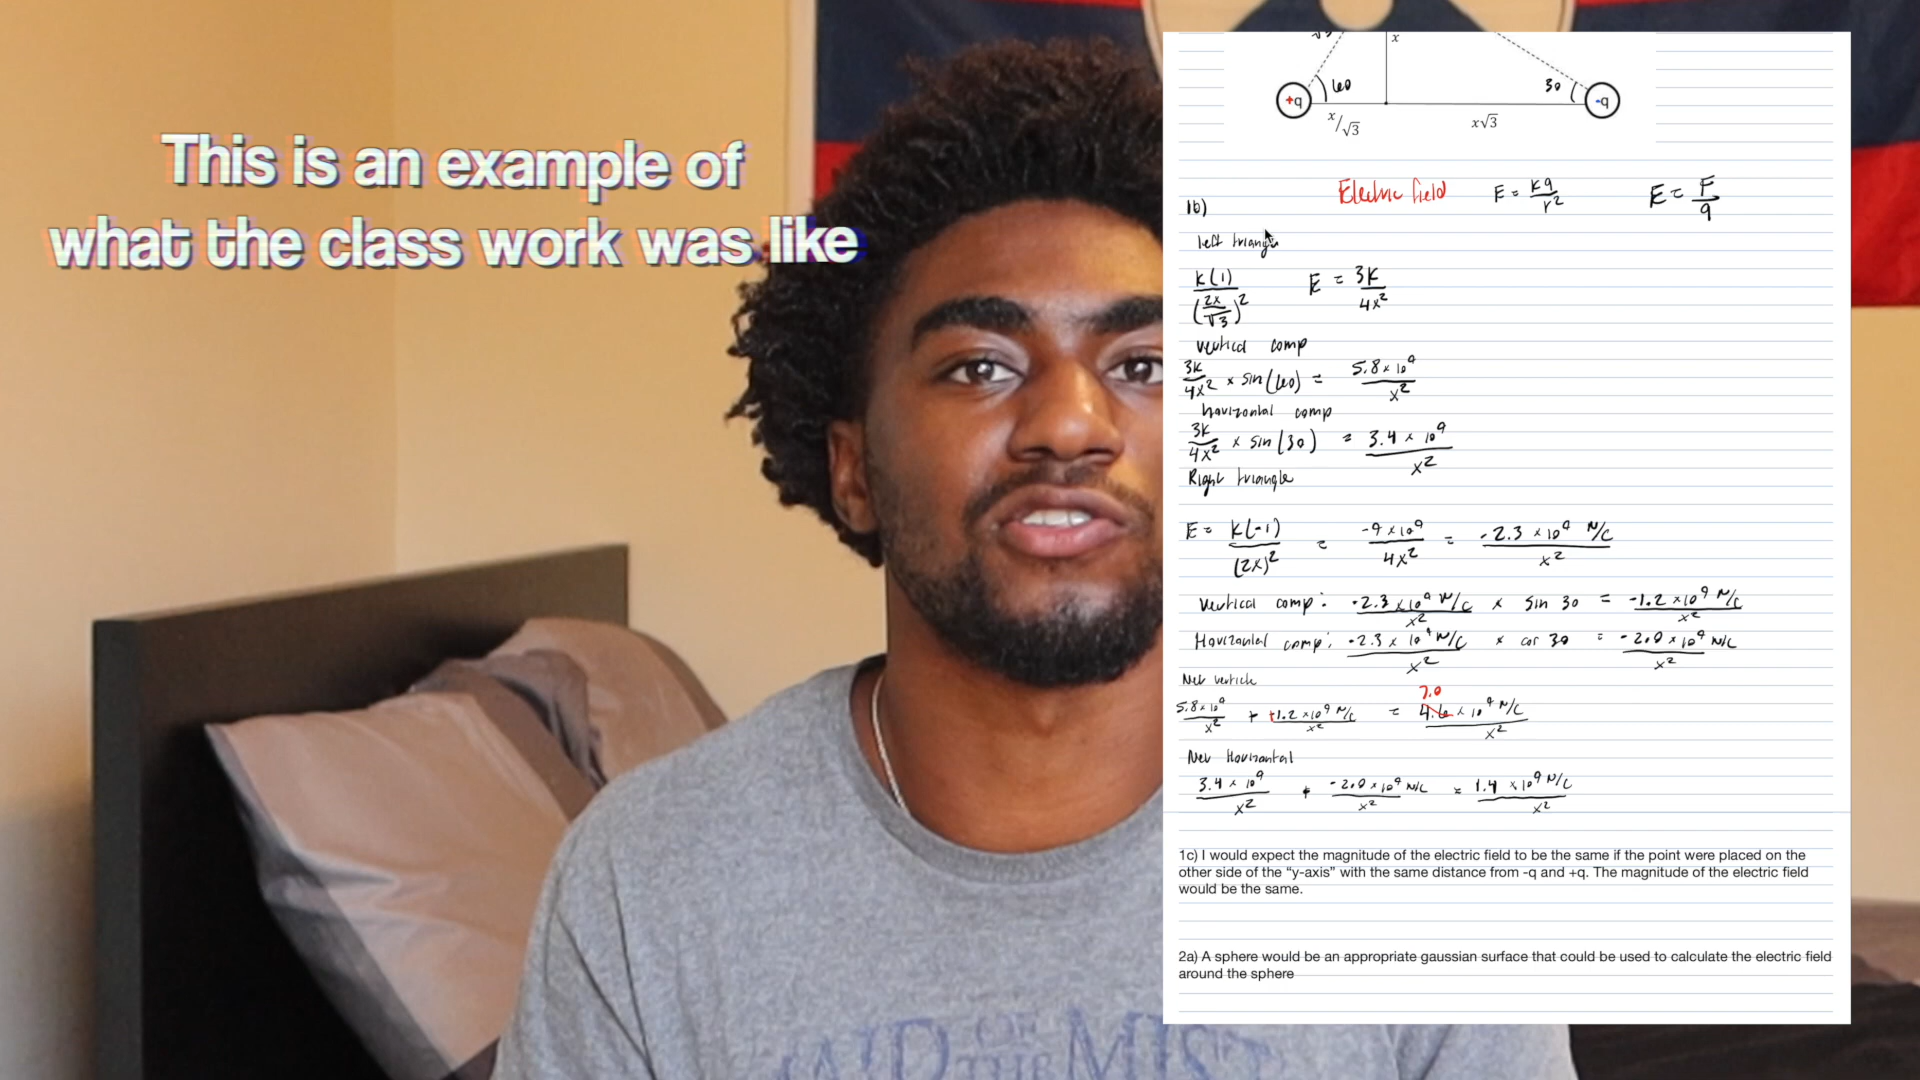 This is an example of
what the class work was like
√3
x
+q 60 30 -q
x/√3 x√3
1b) Electric field E = kq/r² E = F/q
left triangle
k(1)/(2x/√3)² E = 3k/4x²
vertical comp
3k/4x² × sin(60) = 5.8 × 10⁹/x²
horizontal comp
3k/4x² × sin(30) = 3.4 × 10⁹/x²
Right triangle
E = k(-1)/(2x)² = -9 × 10⁹/4x² = -2.3 × 10⁹ N/C/x²
Vertical comp: -2.3 × 10⁹ N/C/x² × sin 30 = -1.2 × 10⁹ N/C/x²
Horizontal comp: -2.3 × 10⁹ N/C/x² × cos 30 = -2.0 × 10⁹ N/C/x²
Net verticle
7.0
5.8 × 10⁹/x² + +1.2 × 10⁹ N/C/x² = 4.6 × 10⁹ N/C/x²
Net Horizontal
3.4 × 10⁹/x² + -2.0 × 10⁹ N/C/x² = 1.4 × 10⁹ N/C/x²
1c) I would expect the magnitude of the electric field to be the same if the point were placed on the
other side of the “y-axis” with the same distance from -q and +q. The magnitude of the electric field
would be the same.
2a) A sphere would be an appropriate gaussian surface that could be used to calculate the electric field
around the sphere
OF
THE MIS